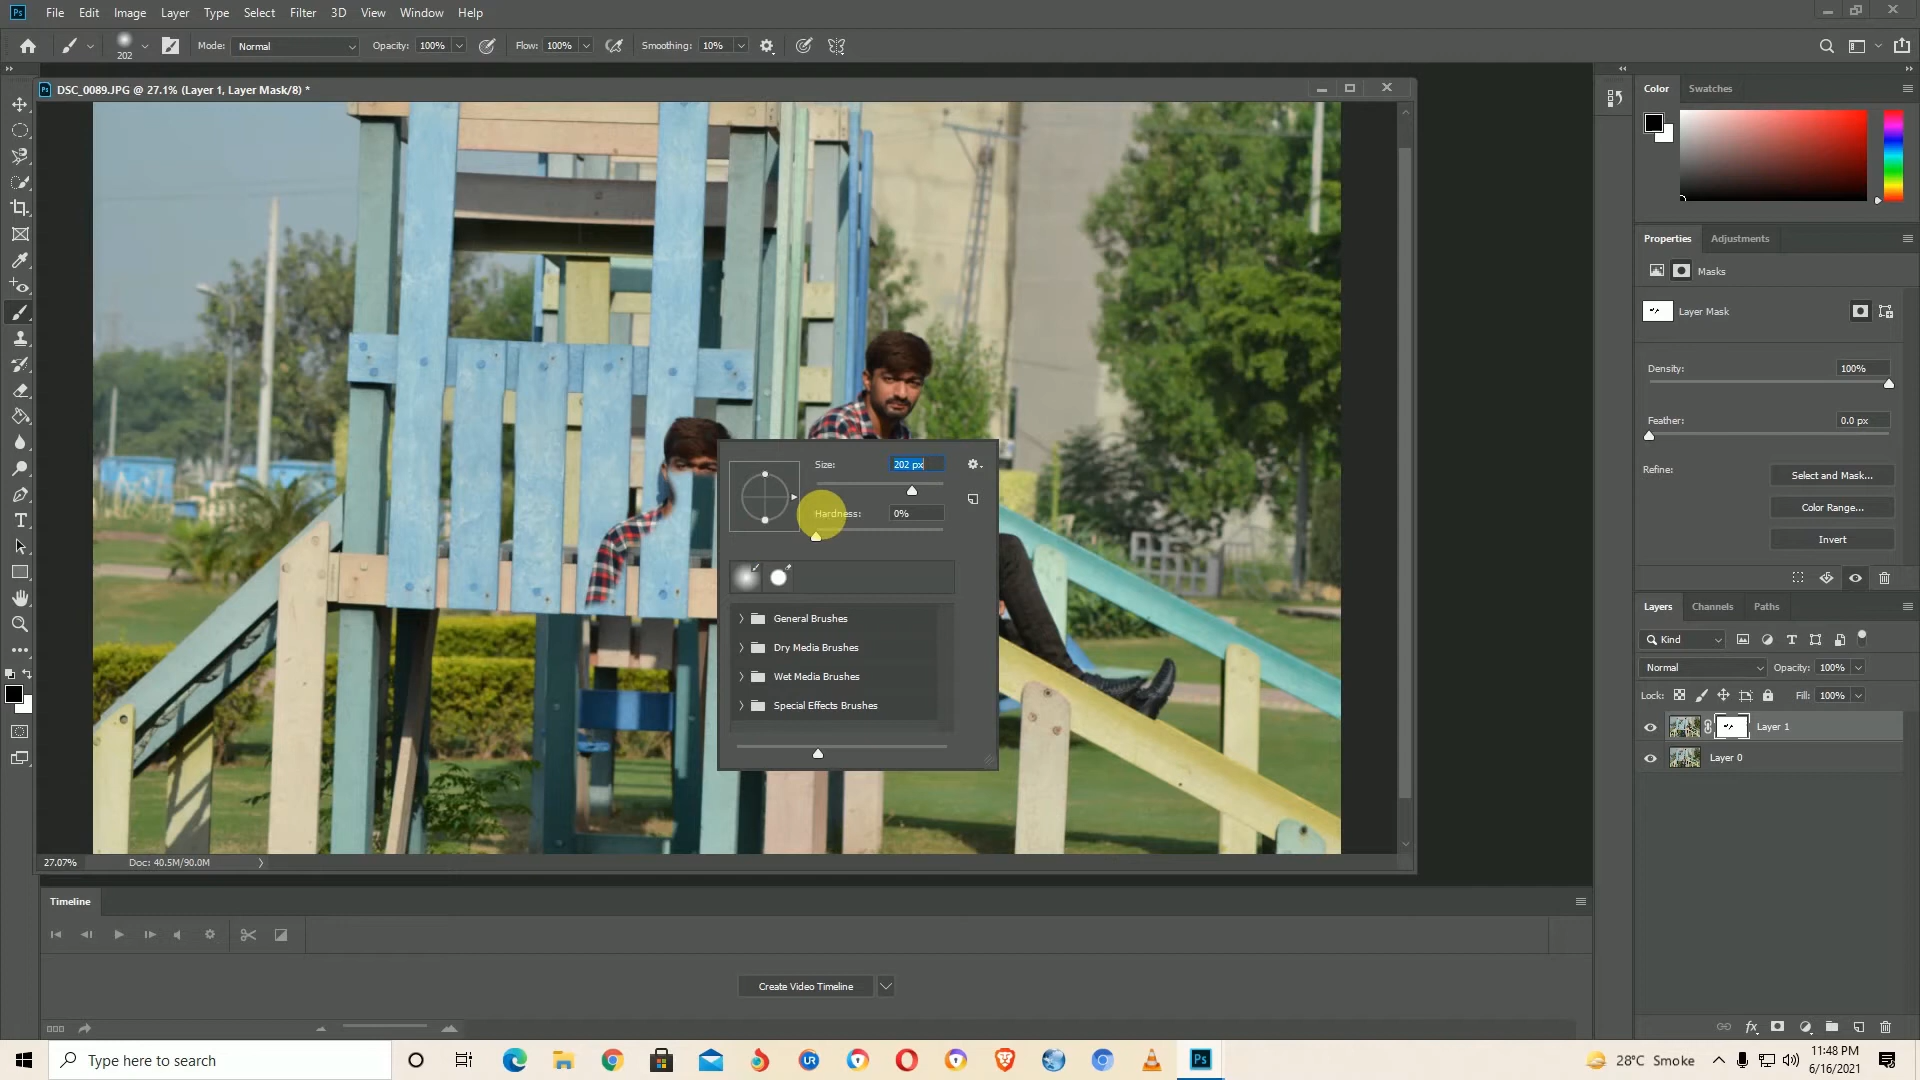 Ps File Edit Image Layer Type Select Filter 3D View Window Help
202 Mode: Normal Opacity: 100% Flow: 100% Smoothing: 10%
Ps DSC_0089.JPG @ 27.1% (Layer 1, Layer Mask/8) *
Color Swatches
Properties Adjustments
Masks
Layer Mask
Density: 100%
Feather: 0.0 px
Refine: Select and Mask...
Color Range...
Invert
Size: 202 px
Hardness: 0%
General Brushes
Dry Media Brushes
Wet Media Brushes
Special Effects Brushes
Layers Channels Paths
Kind
Normal Opacity: 100%
Lock: Fill: 100%
Layer 1
Layer 0
27.07% Doc: 40.5M/90.0M
Timeline
Create Video Timeline
fx
Type here to search
UR
Ps
28°C Smoke
11:48 PM
6/16/2021